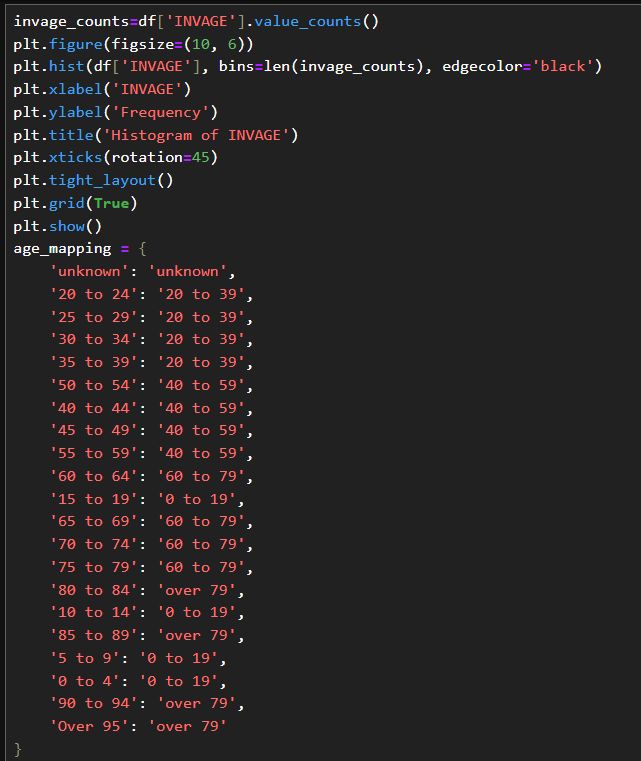 invage_counts=df['INVAGE'].value_counts()
plt.figure(figsize=(10, 6))
plt.hist(df['INVAGE'], bins=len(invage_counts), edgecolor='black')
plt.xlabel('INVAGE')
plt.ylabel('Frequency')
plt.title('Histogram of INVAGE')
plt.xticks(rotation=45)
plt.tight_layout()
plt.grid(True)
plt.show()
age_mapping = {
    'unknown': 'unknown',
    '20 to 24': '20 to 39',
    '25 to 29': '20 to 39',
    '30 to 34': '20 to 39',
    '35 to 39': '20 to 39',
    '50 to 54': '40 to 59',
    '40 to 44': '40 to 59',
    '45 to 49': '40 to 59',
    '55 to 59': '40 to 59',
    '60 to 64': '60 to 79',
    '15 to 19': '0 to 19',
    '65 to 69': '60 to 79',
    '70 to 74': '60 to 79',
    '75 to 79': '60 to 79',
    '80 to 84': 'over 79',
    '10 to 14': '0 to 19',
    '85 to 89': 'over 79',
    '5 to 9': '0 to 19',
    '0 to 4': '0 to 19',
    '90 to 94': 'over 79',
    'Over 95': 'over 79'
}